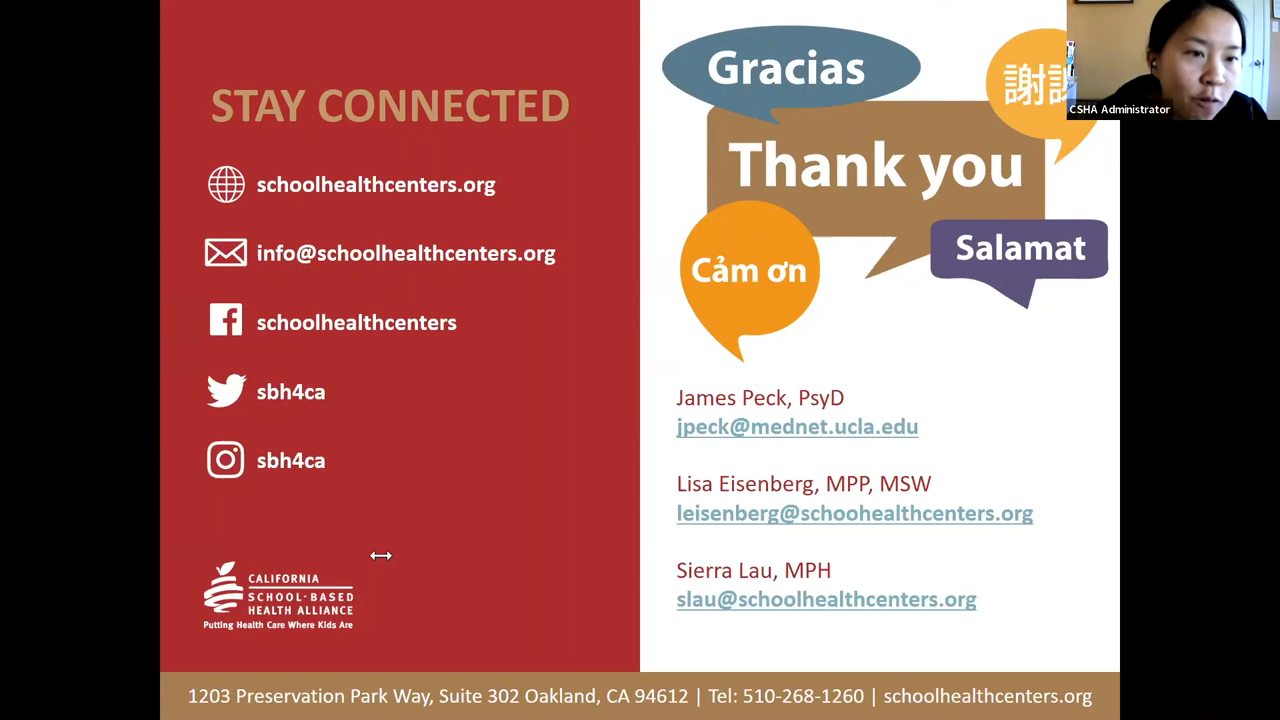 STAY CONNECTED
schoolhealthcenters.org
info@schoolhealthcenters.org
schoolhealthcenters
sbh4ca
sbh4ca
CALIFORNIA
SCHOOL-BASED
HEALTH ALLIANCE
Putting Health Care Where Kids Are
Gracias
謝
CSHA Administrator
Thank you
Salamat
Cảm ơn
James Peck, PsyD
jpeck@mednet.ucla.edu
Lisa Eisenberg, MPP, MSW
leisenberg@schoohealthcenters.org
Sierra Lau, MPH
slau@schoolhealthcenters.org
1203 Preservation Park Way, Suite 302 Oakland, CA 94612 | Tel: 510-268-1260 | schoolhealthcenters.org